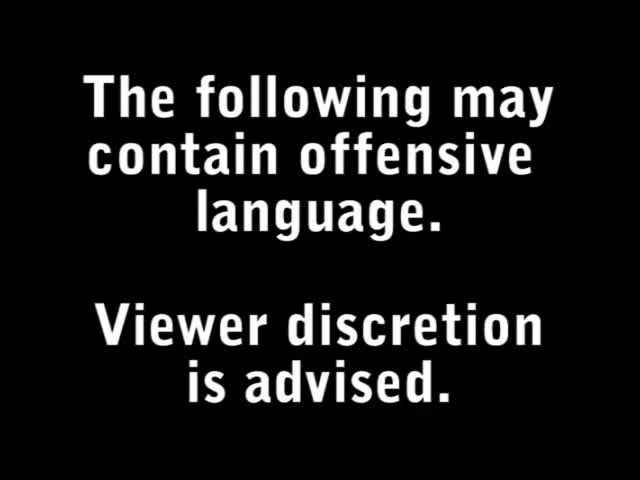 The following may
contain offensive
language.
Viewer discretion
is advised.